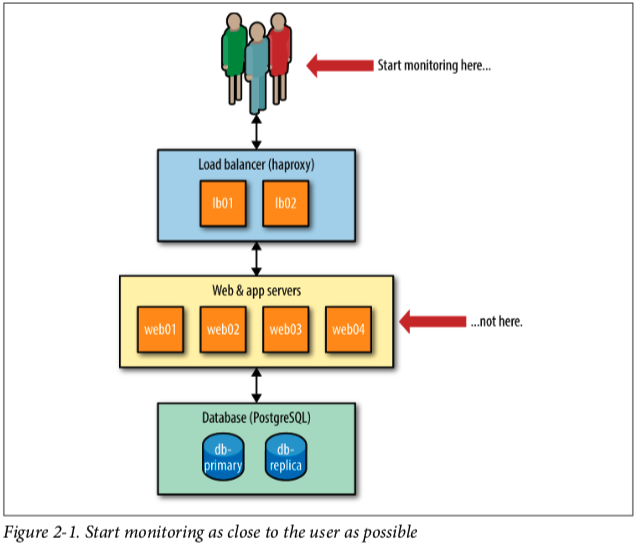 Start monitoring here...
Load balancer (haproxy)
lb01 lb02
Web & app servers
web01 web02 web03 web04
...not here.
Database (PostgreSQL)
db-
primary
db-
replica
Figure 2-1. Start monitoring as close to the user as possible